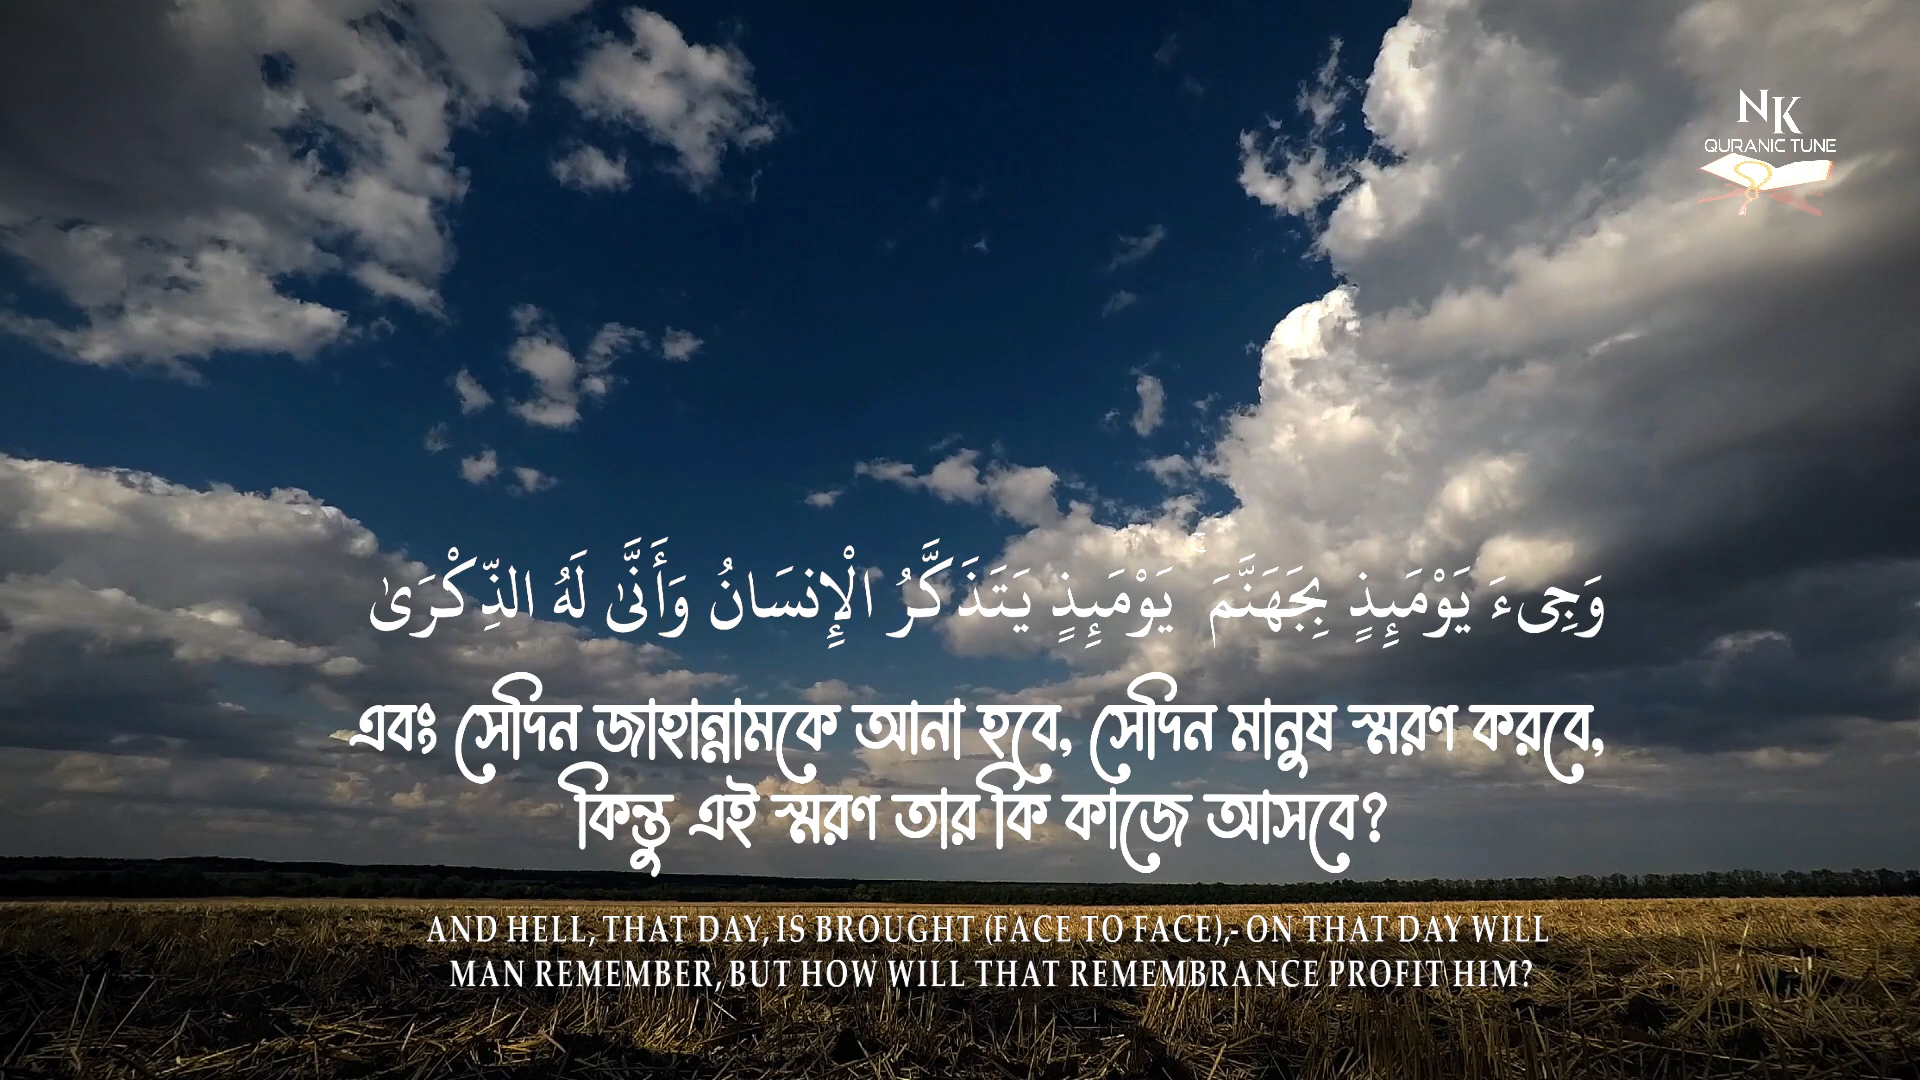 NK
QURANIC TUNE
وَجِىءَ يَوْمَئِذٍ بِجَهَنَّمَ ۚ يَوْمَئِذٍ يَتَذَكَّرُ الْإِنسَانُ وَأَنَّىٰ لَهُ الذِّكْرَىٰ
এবং সেদিন জাহান্নামকে আনা হবে, সেদিন মানুষ স্মরণ করবে,
কিন্তু এই স্মরণ তার কি কাজে আসবে?
AND HELL, THAT DAY, IS BROUGHT (FACE TO FACE),- ON THAT DAY WILL
MAN REMEMBER, BUT HOW WILL THAT REMEMBRANCE PROFIT HIM?